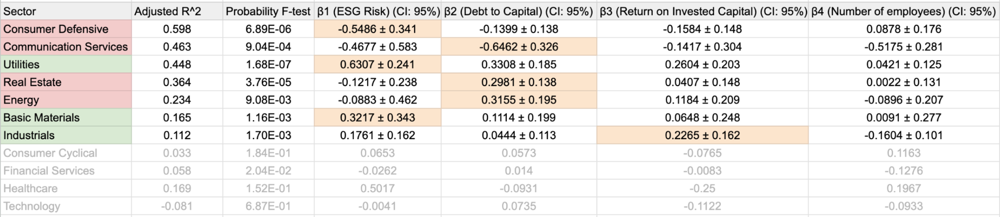 Sector Adjusted R^2 Probability F-test β1 (ESG Risk) (CI: 95%) β2 (Debt to Capital) (CI: 95%) β3 (Return on Invested Capital) (CI: 95%) β4 (Number of employees) (CI: 95%)
Consumer Defensive 0.598 6.89E-06 -0.5486 ± 0.341 -0.1399 ± 0.138 -0.1584 ± 0.148 0.0878 ± 0.176
Communication Services 0.463 9.04E-04 -0.4677 ± 0.583 -0.6462 ± 0.326 -0.1417 ± 0.304 -0.5175 ± 0.281
Utilities 0.448 1.68E-07 0.6307 ± 0.241 0.3308 ± 0.185 0.2604 ± 0.203 0.0421 ± 0.125
Real Estate 0.364 3.76E-05 -0.1217 ± 0.238 0.2981 ± 0.138 0.0407 ± 0.148 0.0022 ± 0.131
Energy 0.234 9.08E-03 -0.0883 ± 0.462 0.3155 ± 0.195 0.1184 ± 0.209 -0.0896 ± 0.207
Basic Materials 0.165 1.16E-03 0.3217 ± 0.343 0.1114 ± 0.199 0.0648 ± 0.248 0.0091 ± 0.277
Industrials 0.112 1.70E-03 0.1761 ± 0.162 0.0444 ± 0.113 0.2265 ± 0.162 -0.1604 ± 0.101
Consumer Cyclical 0.033 1.84E-01 0.0653 0.0573 -0.0765 0.1163
Financial Services 0.058 2.04E-02 -0.0262 0.014 -0.0083 -0.1276
Healthcare 0.169 1.52E-01 0.5017 -0.0931 -0.25 0.1967
Technology -0.081 6.87E-01 -0.0041 0.0735 -0.1122 -0.0933